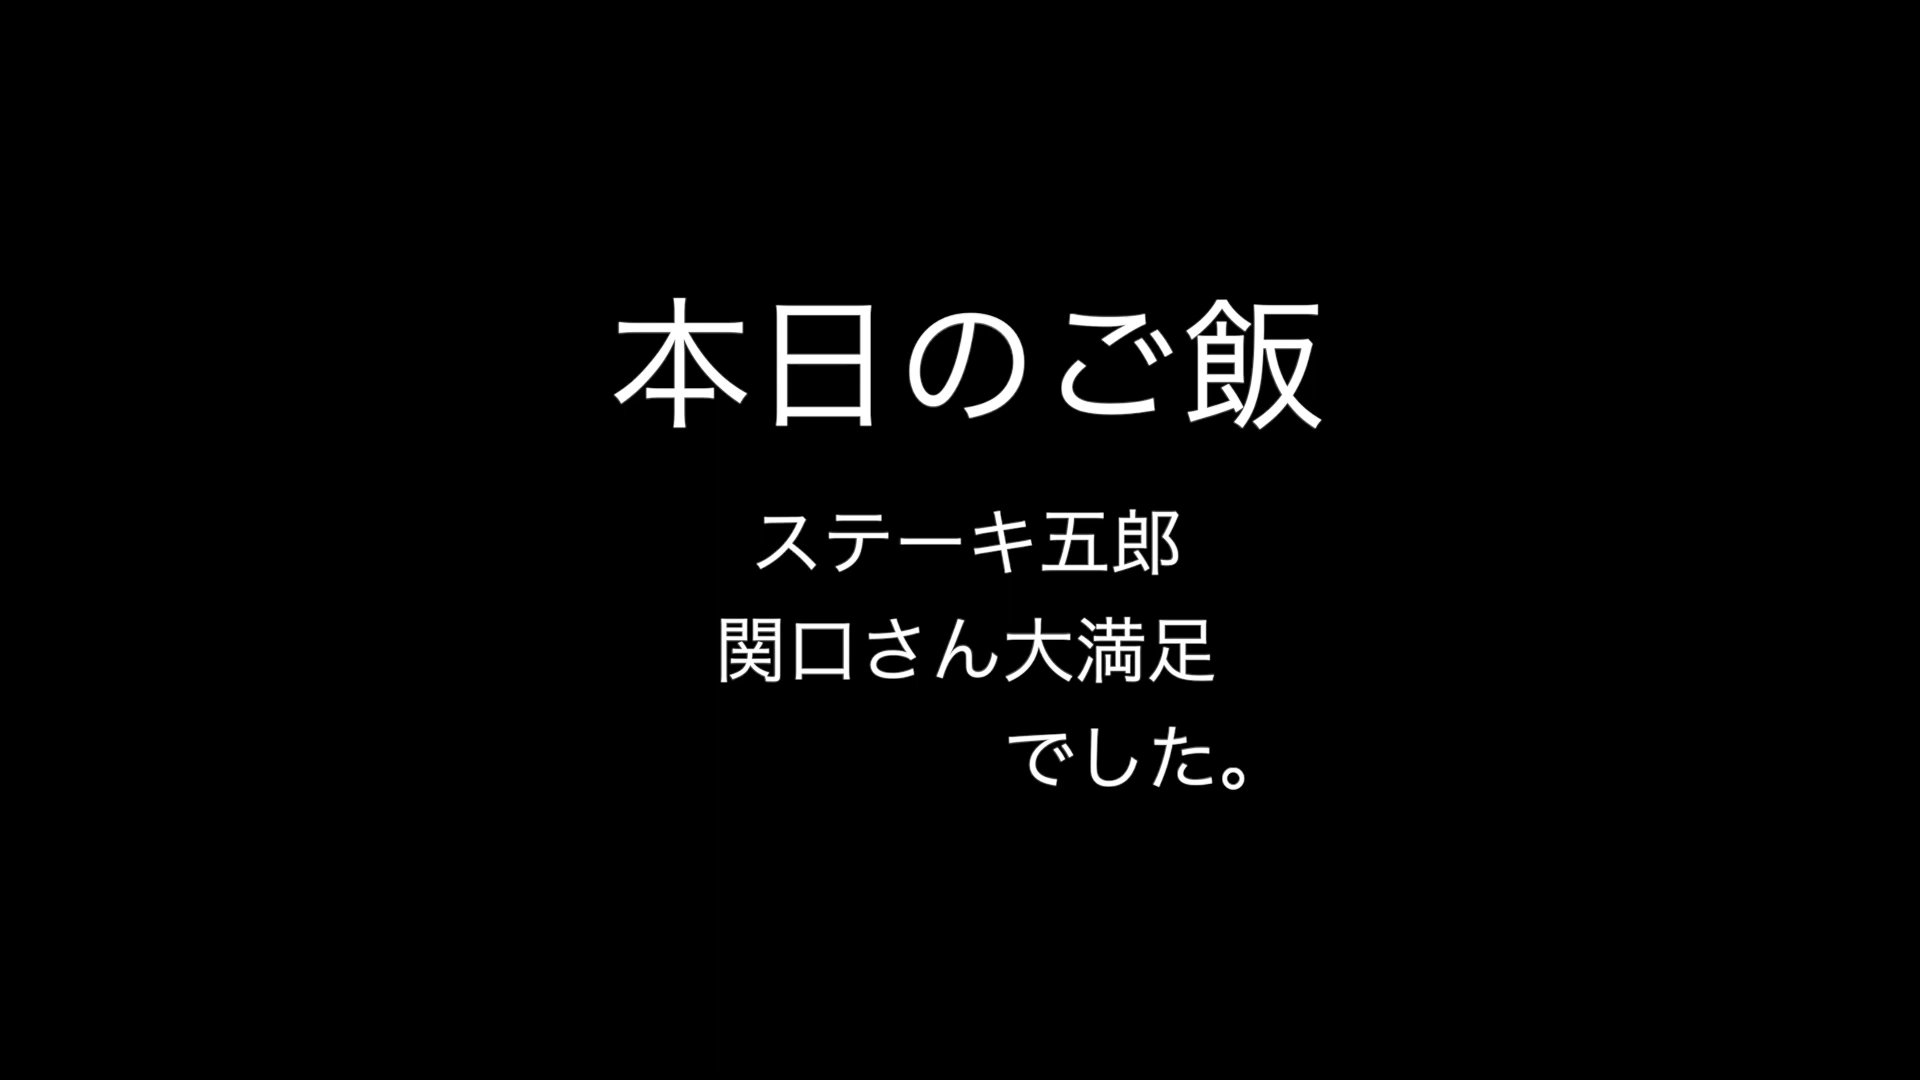 本日のご飯
ステーキ五郎
関口さん大満足
でした。